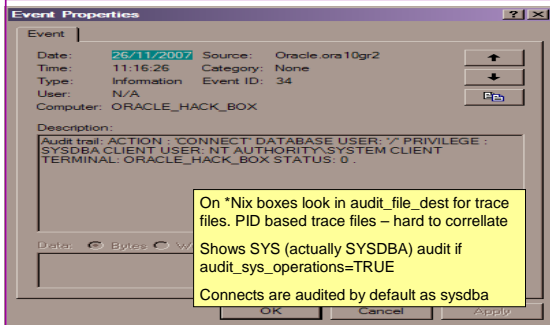 Event Properties
Event
Date: 26/11/2007 Source: Oracle.ora10gr2
Time: 11:16:26 Category: None
Type: Information Event ID: 34
User: N/A
Computer: ORACLE_HACK_BOX
Description:
Audit trail: ACTION : 'CONNECT' DATABASE USER: '/' PRIVILEGE :
SYSDBA CLIENT USER: NT AUTHORITY\SYSTEM CLIENT
TERMINAL: ORACLE_HACK_BOX STATUS: 0 .
On *Nix boxes look in audit_file_dest for trace
files. PID based trace files – hard to correllate
Shows SYS (actually SYSDBA) audit if
audit_sys_operations=TRUE
Connects are audited by default as sysdba
Data: Bytes
OK Cancel Apply